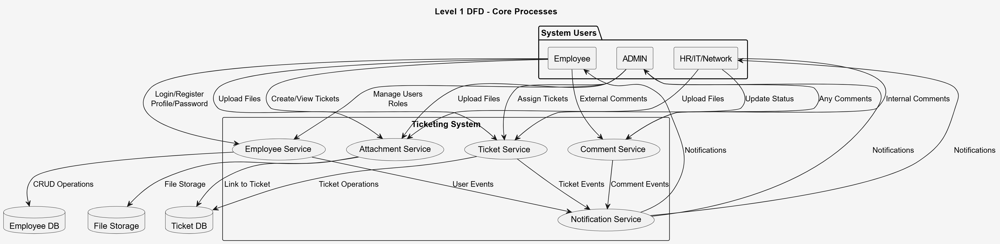 Level 1 DFD - Core Processes
System Users
Employee
ADMIN
HR/IT/Network
Login/Register
Profile/Password
Upload Files
Create/View Tickets
Manage Users
Roles
Upload Files
Assign Tickets
External Comments
Upload Files
Update Status
Any Comments
Internal Comments
Ticketing System
Employee Service
Attachment Service
Ticket Service
Comment Service
Notifications
Notifications
Notifications
CRUD Operations
File Storage
Link to Ticket
Ticket Operations
User Events
Ticket Events
Comment Events
Employee DB
File Storage
Ticket DB
Notification Service